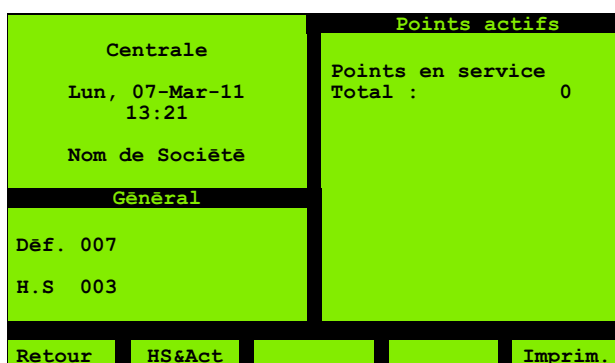 Centrale
Lun, 07-Mar-11
13:21
Nom de Sociētē
Gēnēral
Dēf. 007
H.S 003
Points actifs
Points en service
Total : 0
Retour HS&Act Imprim.